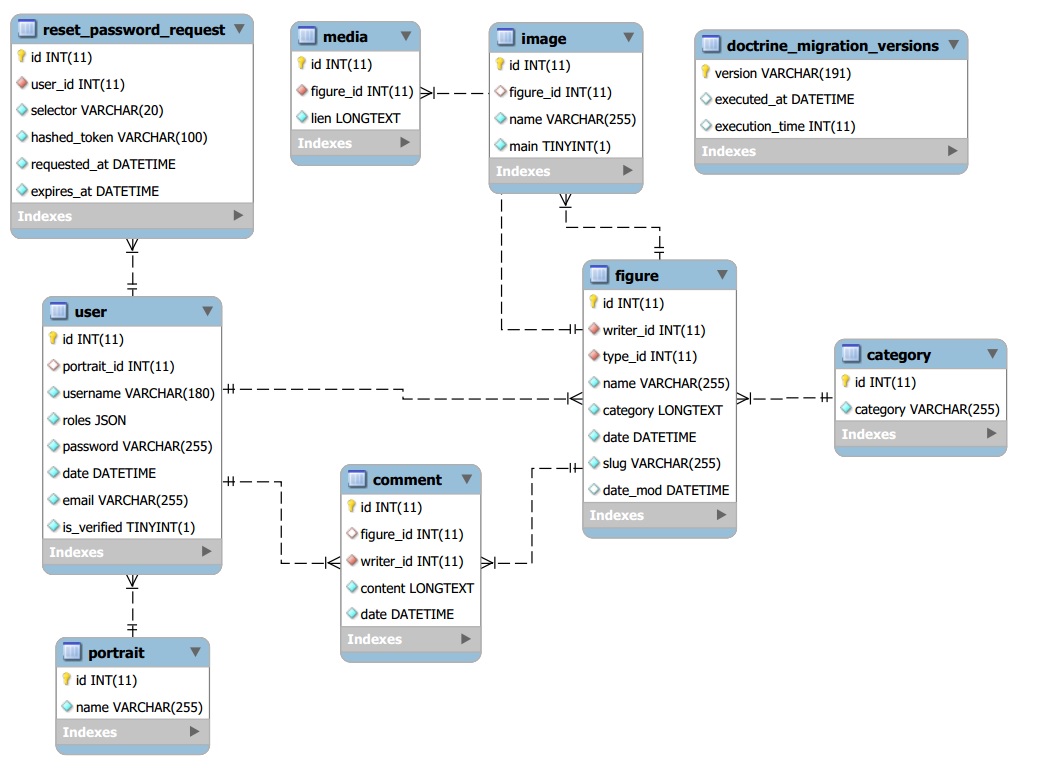 reset_password_request
id INT(11)
user_id INT(11)
selector VARCHAR(20)
hashed_token VARCHAR(100)
requested_at DATETIME
expires_at DATETIME
Indexes
media
id INT(11)
figure_id INT(11)
lien LONGTEXT
Indexes
image
id INT(11)
figure_id INT(11)
name VARCHAR(255)
main TINYINT(1)
Indexes
doctrine_migration_versions
version VARCHAR(191)
executed_at DATETIME
execution_time INT(11)
Indexes
user
id INT(11)
portrait_id INT(11)
username VARCHAR(180)
roles JSON
password VARCHAR(255)
date DATETIME
email VARCHAR(255)
is_verified TINYINT(1)
Indexes
figure
id INT(11)
writer_id INT(11)
type_id INT(11)
name VARCHAR(255)
category LONGTEXT
date DATETIME
slug VARCHAR(255)
date_mod DATETIME
Indexes
category
id INT(11)
category VARCHAR(255)
Indexes
comment
id INT(11)
figure_id INT(11)
writer_id INT(11)
content LONGTEXT
date DATETIME
Indexes
portrait
id INT(11)
name VARCHAR(255)
Indexes